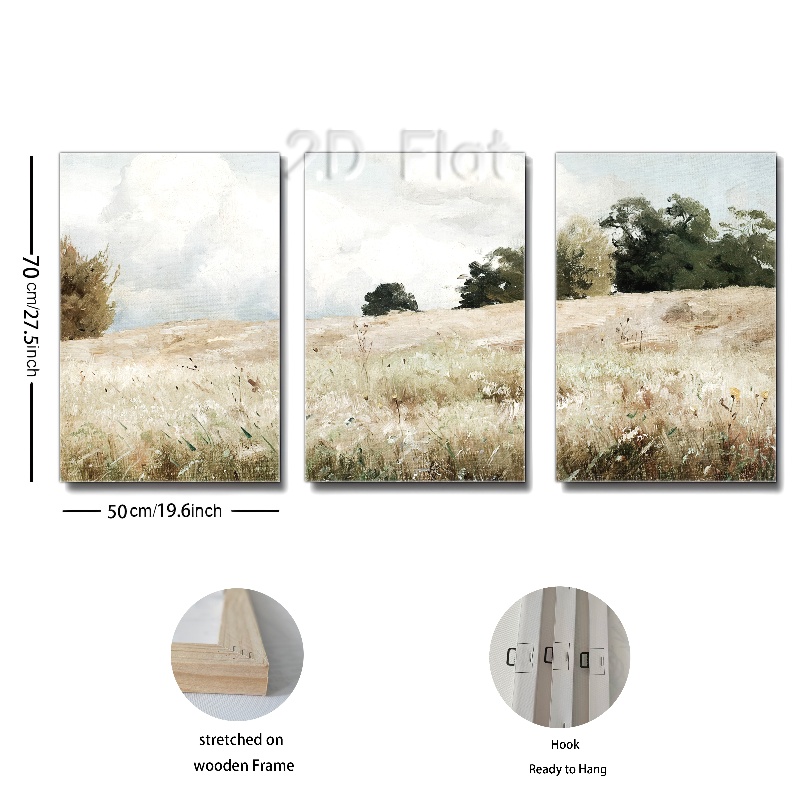 2D Flat
70 cm/27.5inch
50 cm/19.6inch
stretched on
wooden Frame
Hook
Ready to Hang